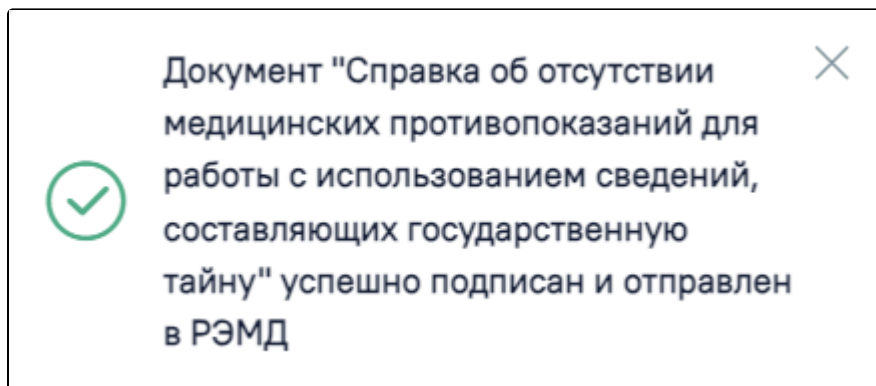 Документ "Справка об отсутствии
медицинских противопоказаний для
работы с использованием сведений,
составляющих государственную
тайну" успешно подписан и отправлен
в РЭМД